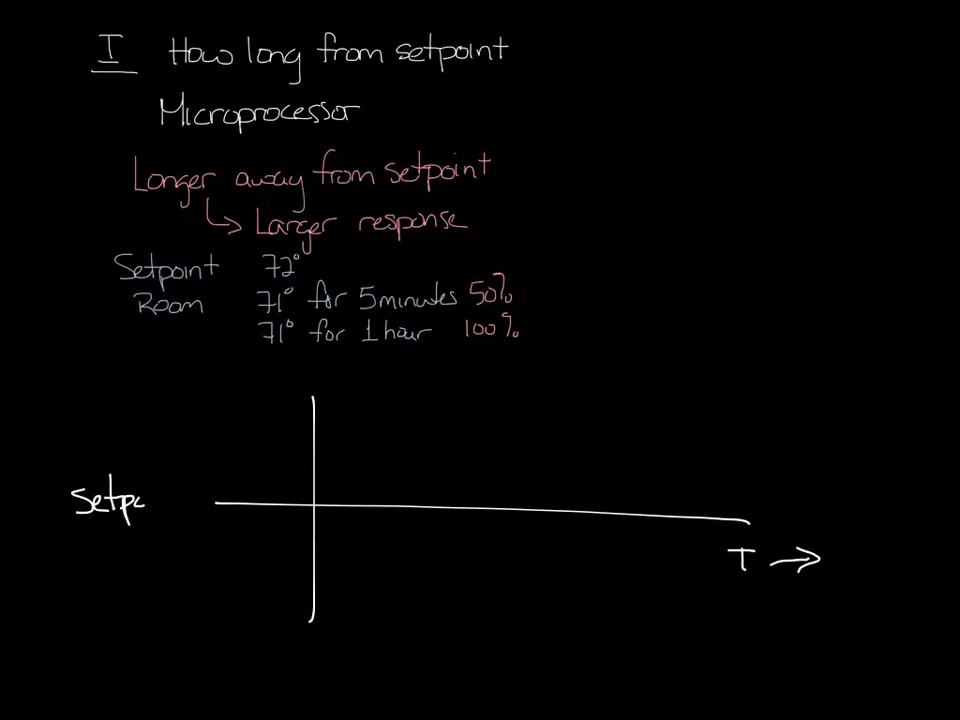 I How long from setpoint
Microprocessor
Longer away from setpoint
Larger response
Setpoint 72°
Room 71° for 5 minutes 50%
71° for 1 hour 100%
Setpo
T